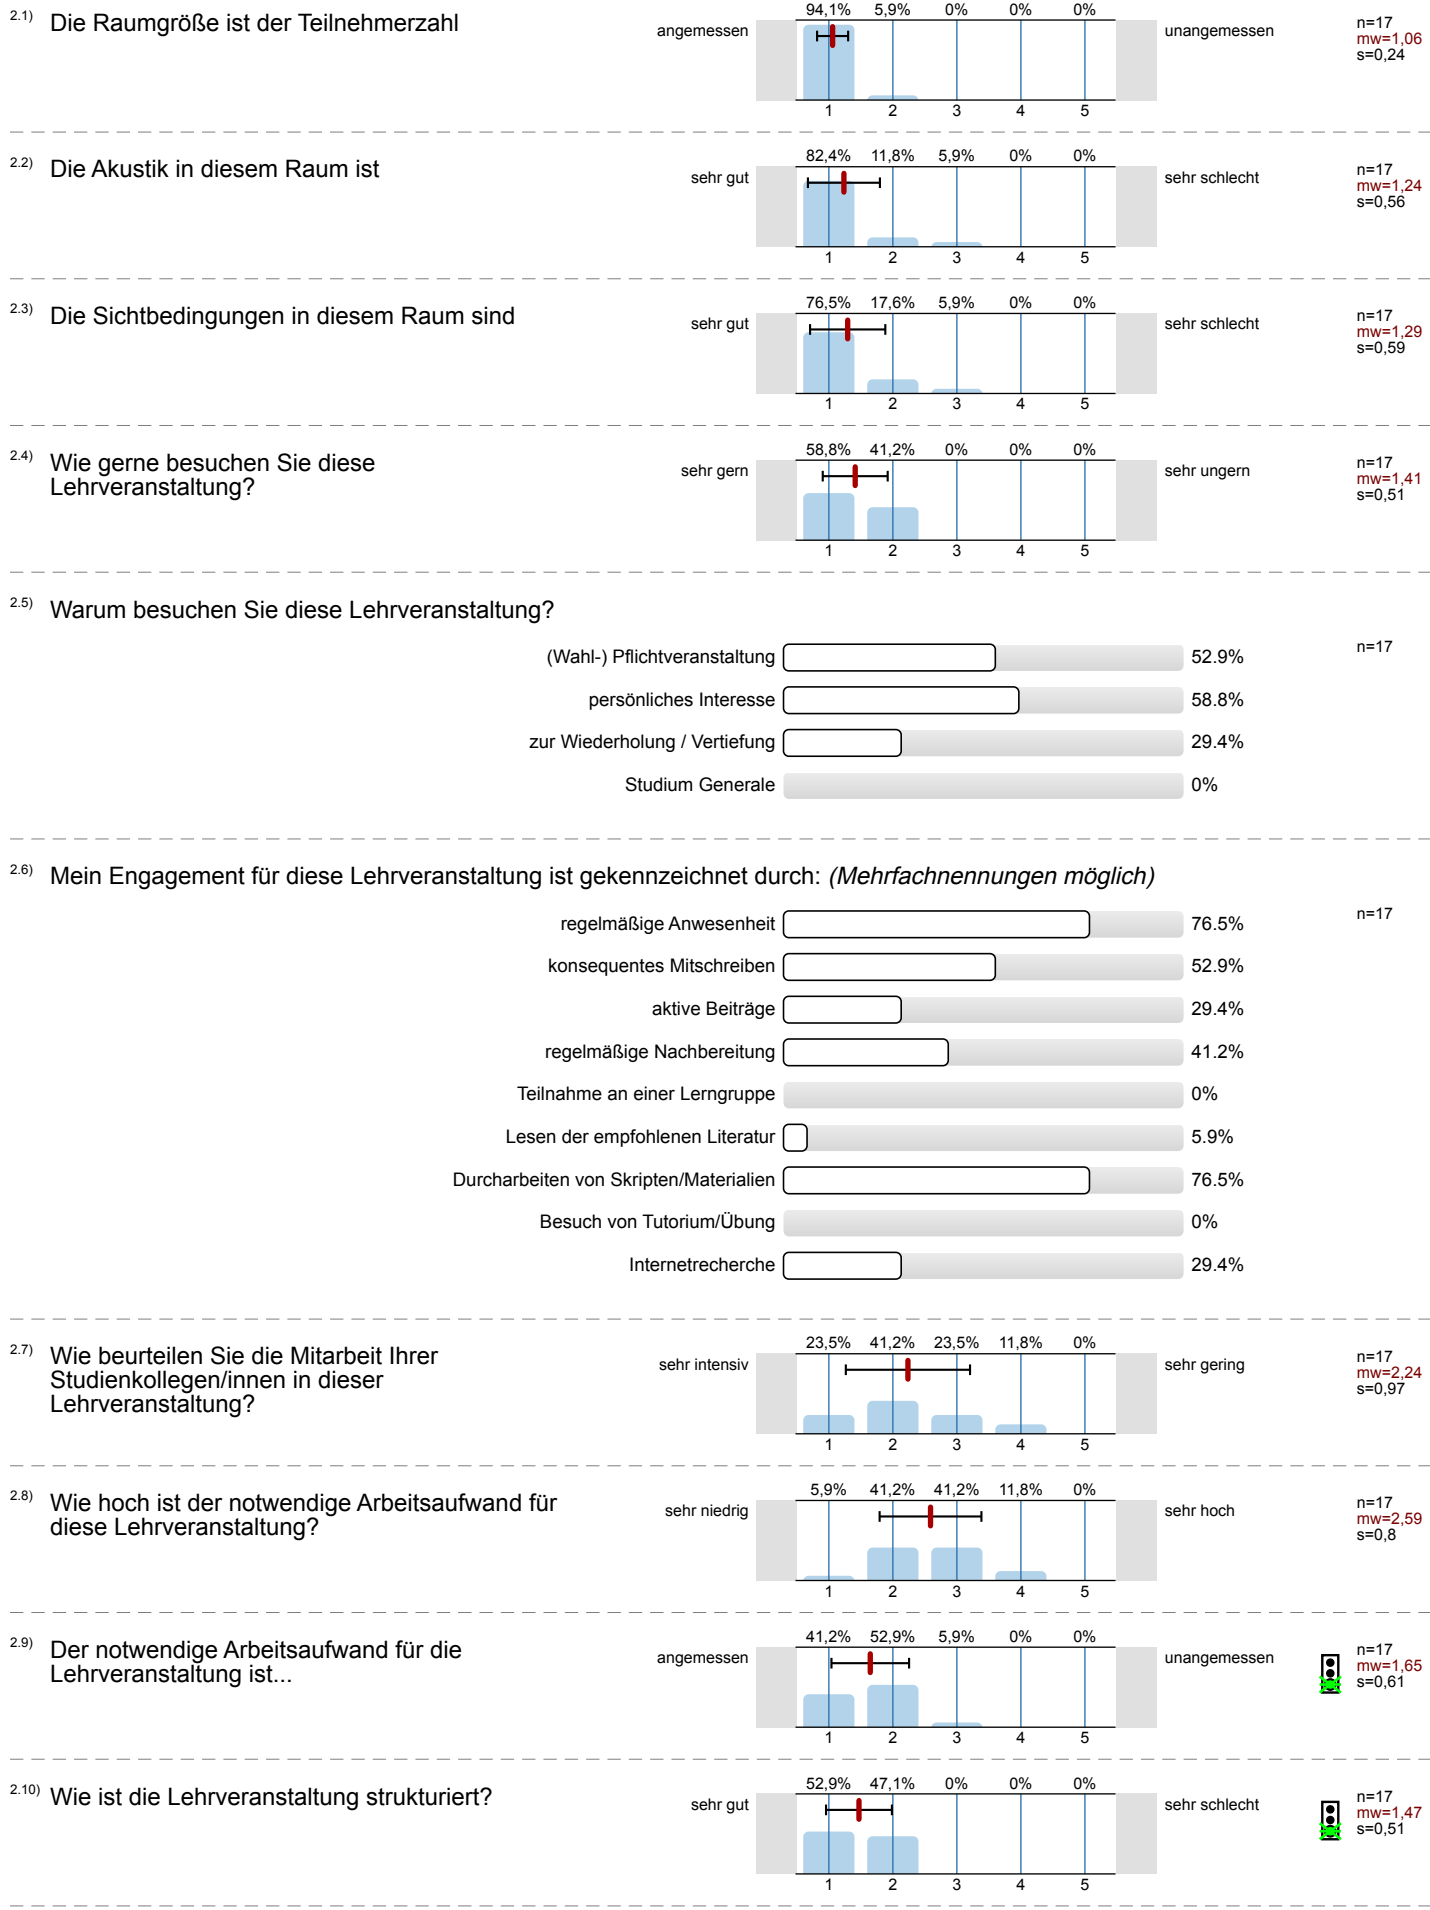 2.1) Die Raumgröße ist der Teilnehmerzahl
94,1% 5,9% 0% 0% 0%
angemessen unangemessen
1 2 3 4 5
n=17
mw=1,06
s=0,24
2.2) Die Akustik in diesem Raum ist
82,4% 11,8% 5,9% 0% 0%
sehr gut sehr schlecht
1 2 3 4 5
n=17
mw=1,24
s=0,56
2.3) Die Sichtbedingungen in diesem Raum sind
76,5% 17,6% 5,9% 0% 0%
sehr gut sehr schlecht
1 2 3 4 5
n=17
mw=1,29
s=0,59
2.4) Wie gerne besuchen Sie diese
Lehrveranstaltung?
58,8% 41,2% 0% 0% 0%
sehr gern sehr ungern
1 2 3 4 5
n=17
mw=1,41
s=0,51
2.5) Warum besuchen Sie diese Lehrveranstaltung?
(Wahl-) Pflichtveranstaltung 52.9% n=17
persönliches Interesse 58.8%
zur Wiederholung / Vertiefung 29.4%
Studium Generale 0%
2.6) Mein Engagement für diese Lehrveranstaltung ist gekennzeichnet durch: (Mehrfachnennungen möglich)
regelmäßige Anwesenheit 76.5% n=17
konsequentes Mitschreiben 52.9%
aktive Beiträge 29.4%
regelmäßige Nachbereitung 41.2%
Teilnahme an einer Lerngruppe 0%
Lesen der empfohlenen Literatur 5.9%
Durcharbeiten von Skripten/Materialien 76.5%
Besuch von Tutorium/Übung 0%
Internetrecherche 29.4%
2.7) Wie beurteilen Sie die Mitarbeit Ihrer
Studienkollegen/innen in dieser
Lehrveranstaltung?
23,5% 41,2% 23,5% 11,8% 0%
sehr intensiv sehr gering
1 2 3 4 5
n=17
mw=2,24
s=0,97
2.8) Wie hoch ist der notwendige Arbeitsaufwand für
diese Lehrveranstaltung?
5,9% 41,2% 41,2% 11,8% 0%
sehr niedrig sehr hoch
1 2 3 4 5
n=17
mw=2,59
s=0,8
2.9) Der notwendige Arbeitsaufwand für die
Lehrveranstaltung ist...
41,2% 52,9% 5,9% 0% 0%
angemessen unangemessen
1 2 3 4 5
n=17
mw=1,65
s=0,61
2.10) Wie ist die Lehrveranstaltung strukturiert?
52,9% 47,1% 0% 0% 0%
sehr gut sehr schlecht
1 2 3 4 5
n=17
mw=1,47
s=0,51